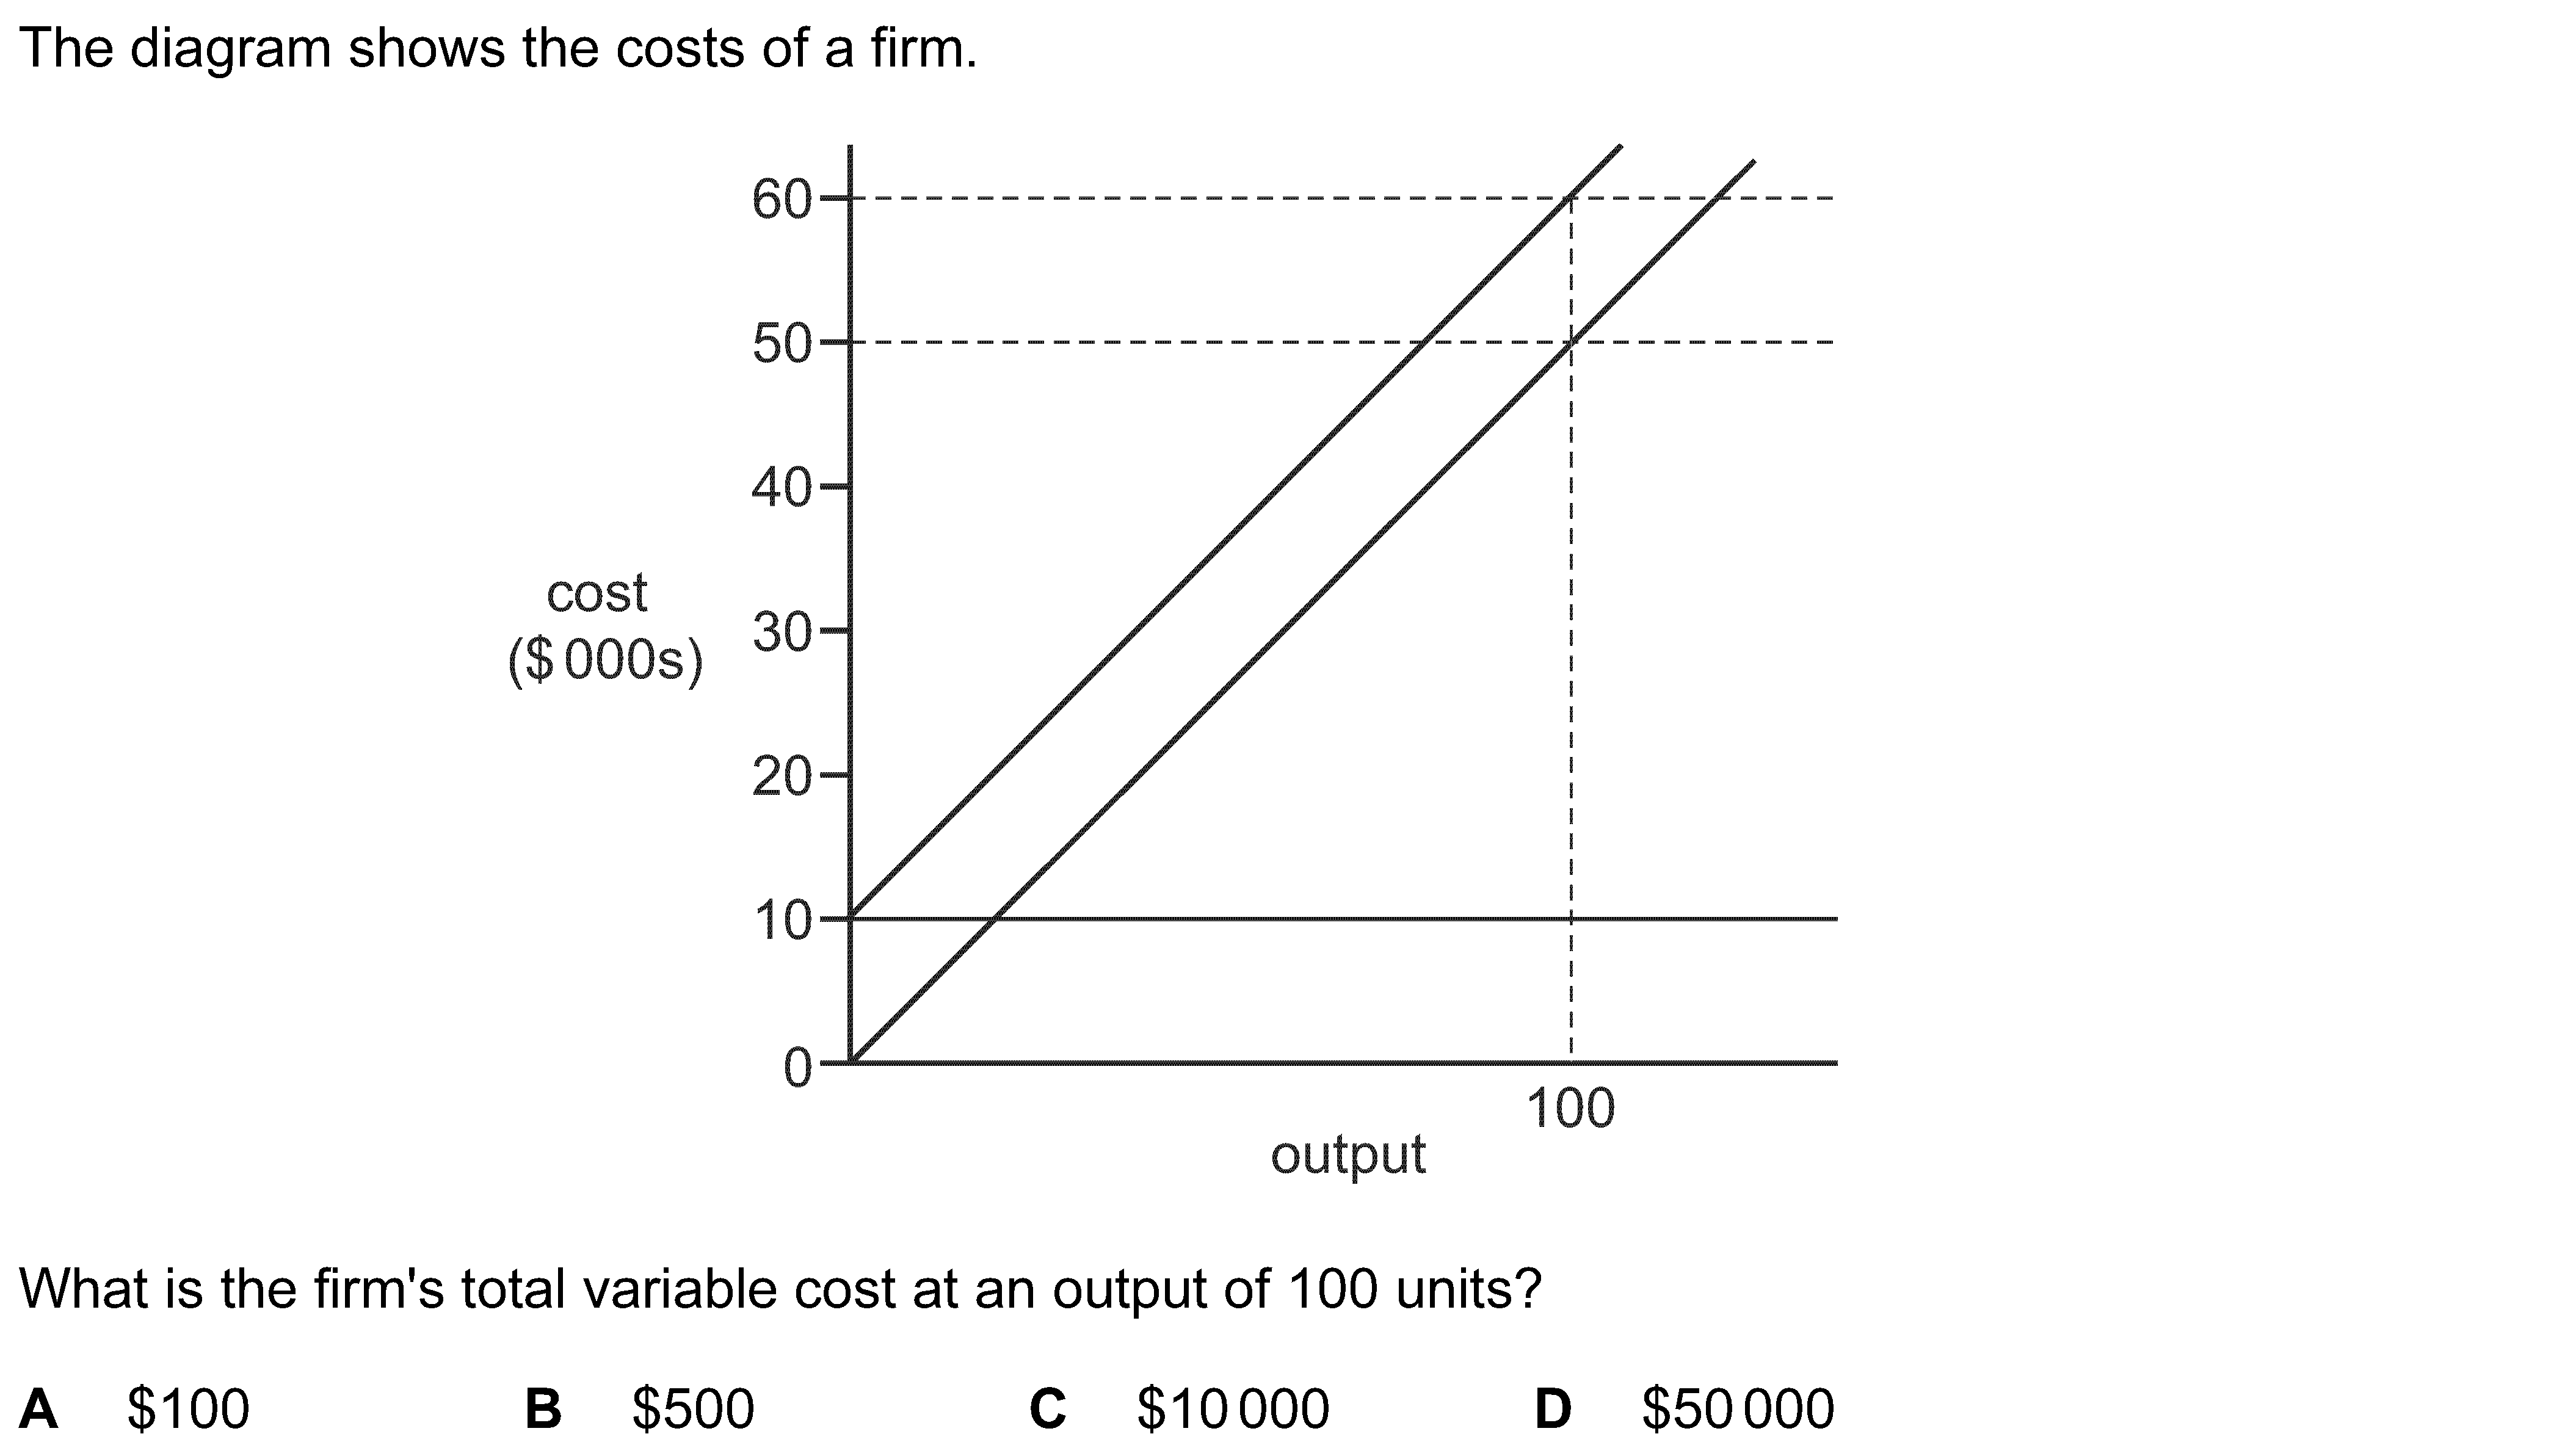 The diagram shows the costs of a firm.
60
50
40
cost
($ 000s)
30
20
10
0
100
output
What is the firm's total variable cost at an output of 100 units?
A $100 B $500 C $10 000 D $50 000